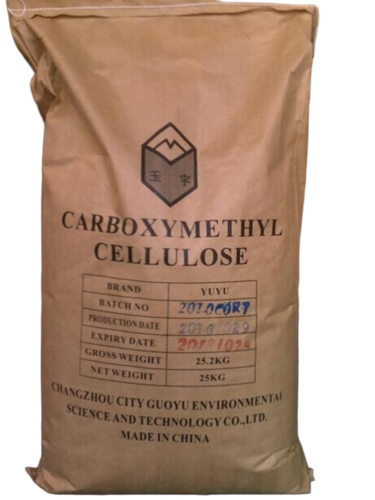 玉 宇
CARBOXYMETHYL
CELLULOSE
BRAND YUYU
BATCH NO
PRODUCTION DATE
EXPIRY DATE
GROSS WEIGHT 25.2KG
NET WEIGHT 25KG
CHANGZHOU CITY GUOYU ENVIRONMENTAL
SCIENCE AND TECHNOLOGY CO.,LTD.
MADE IN CHINA